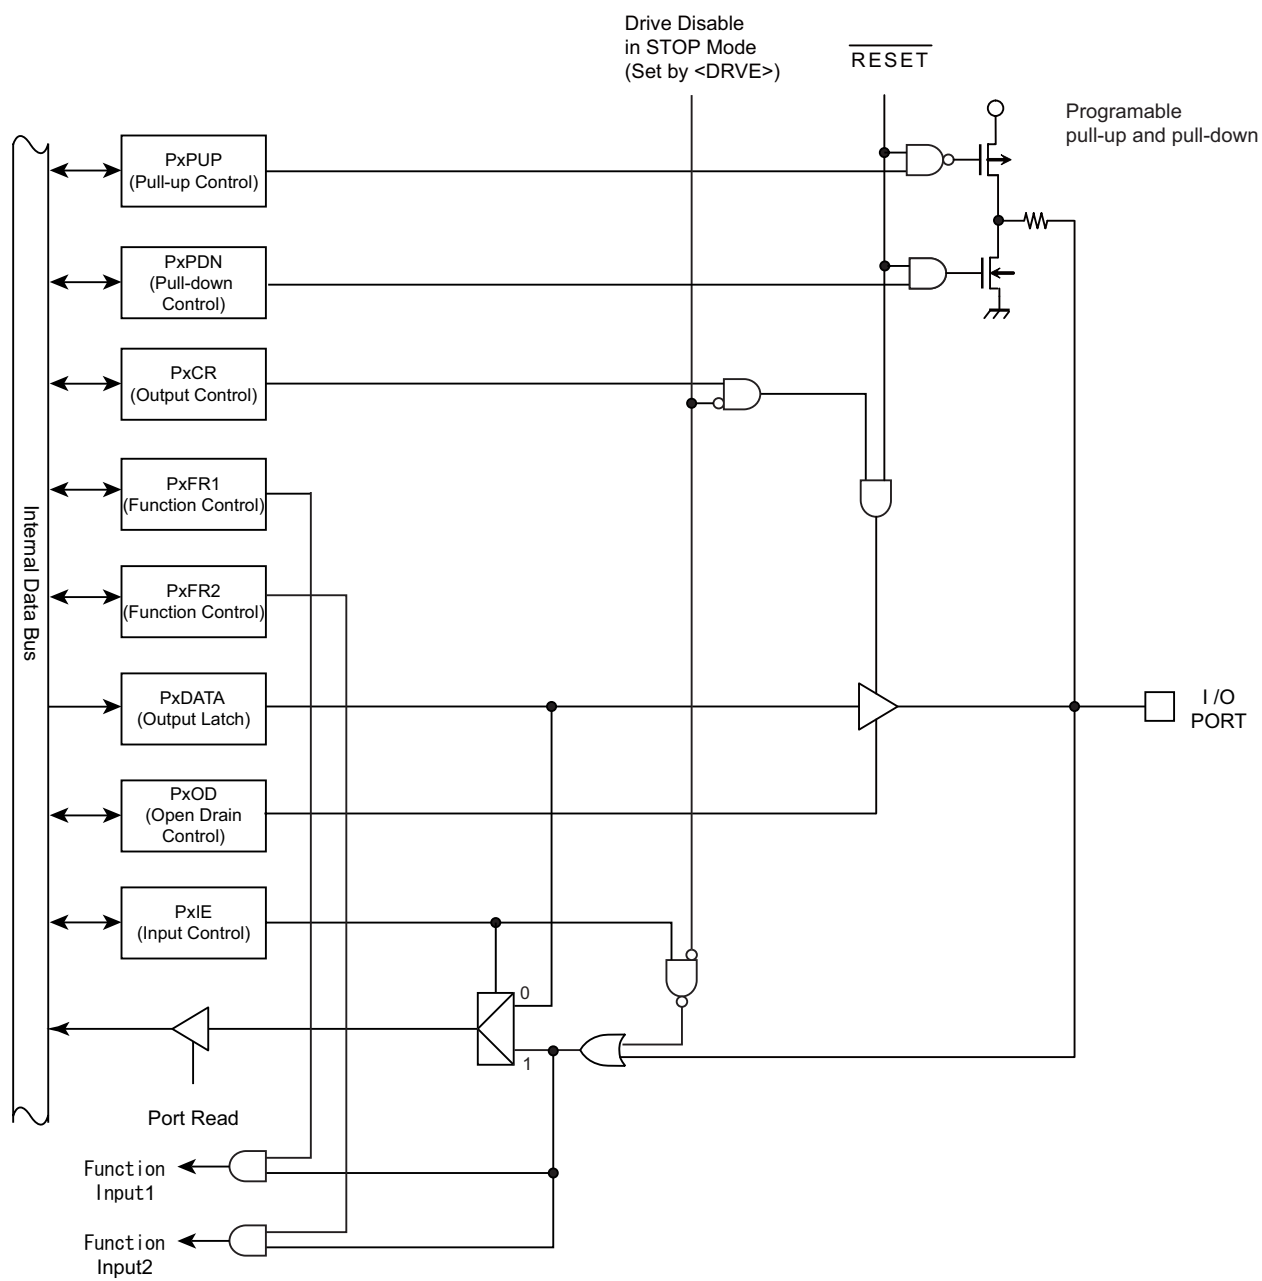 Drive Disable
in STOP Mode
(Set by <DRVE>)
RESET
Programable
pull-up and pull-down
PxPUP
(Pull-up Control)
PxPDN
(Pull-down
Control)
PxCR
(Output Control)
PxFR1
(Function Control)
Internal Data Bus
PxFR2
(Function Control)
PxDATA
(Output Latch)
I /O
PORT
PxOD
(Open Drain
Control)
PxIE
(Input Control)
0
1
Port Read
Function
Input1
Function
Input2